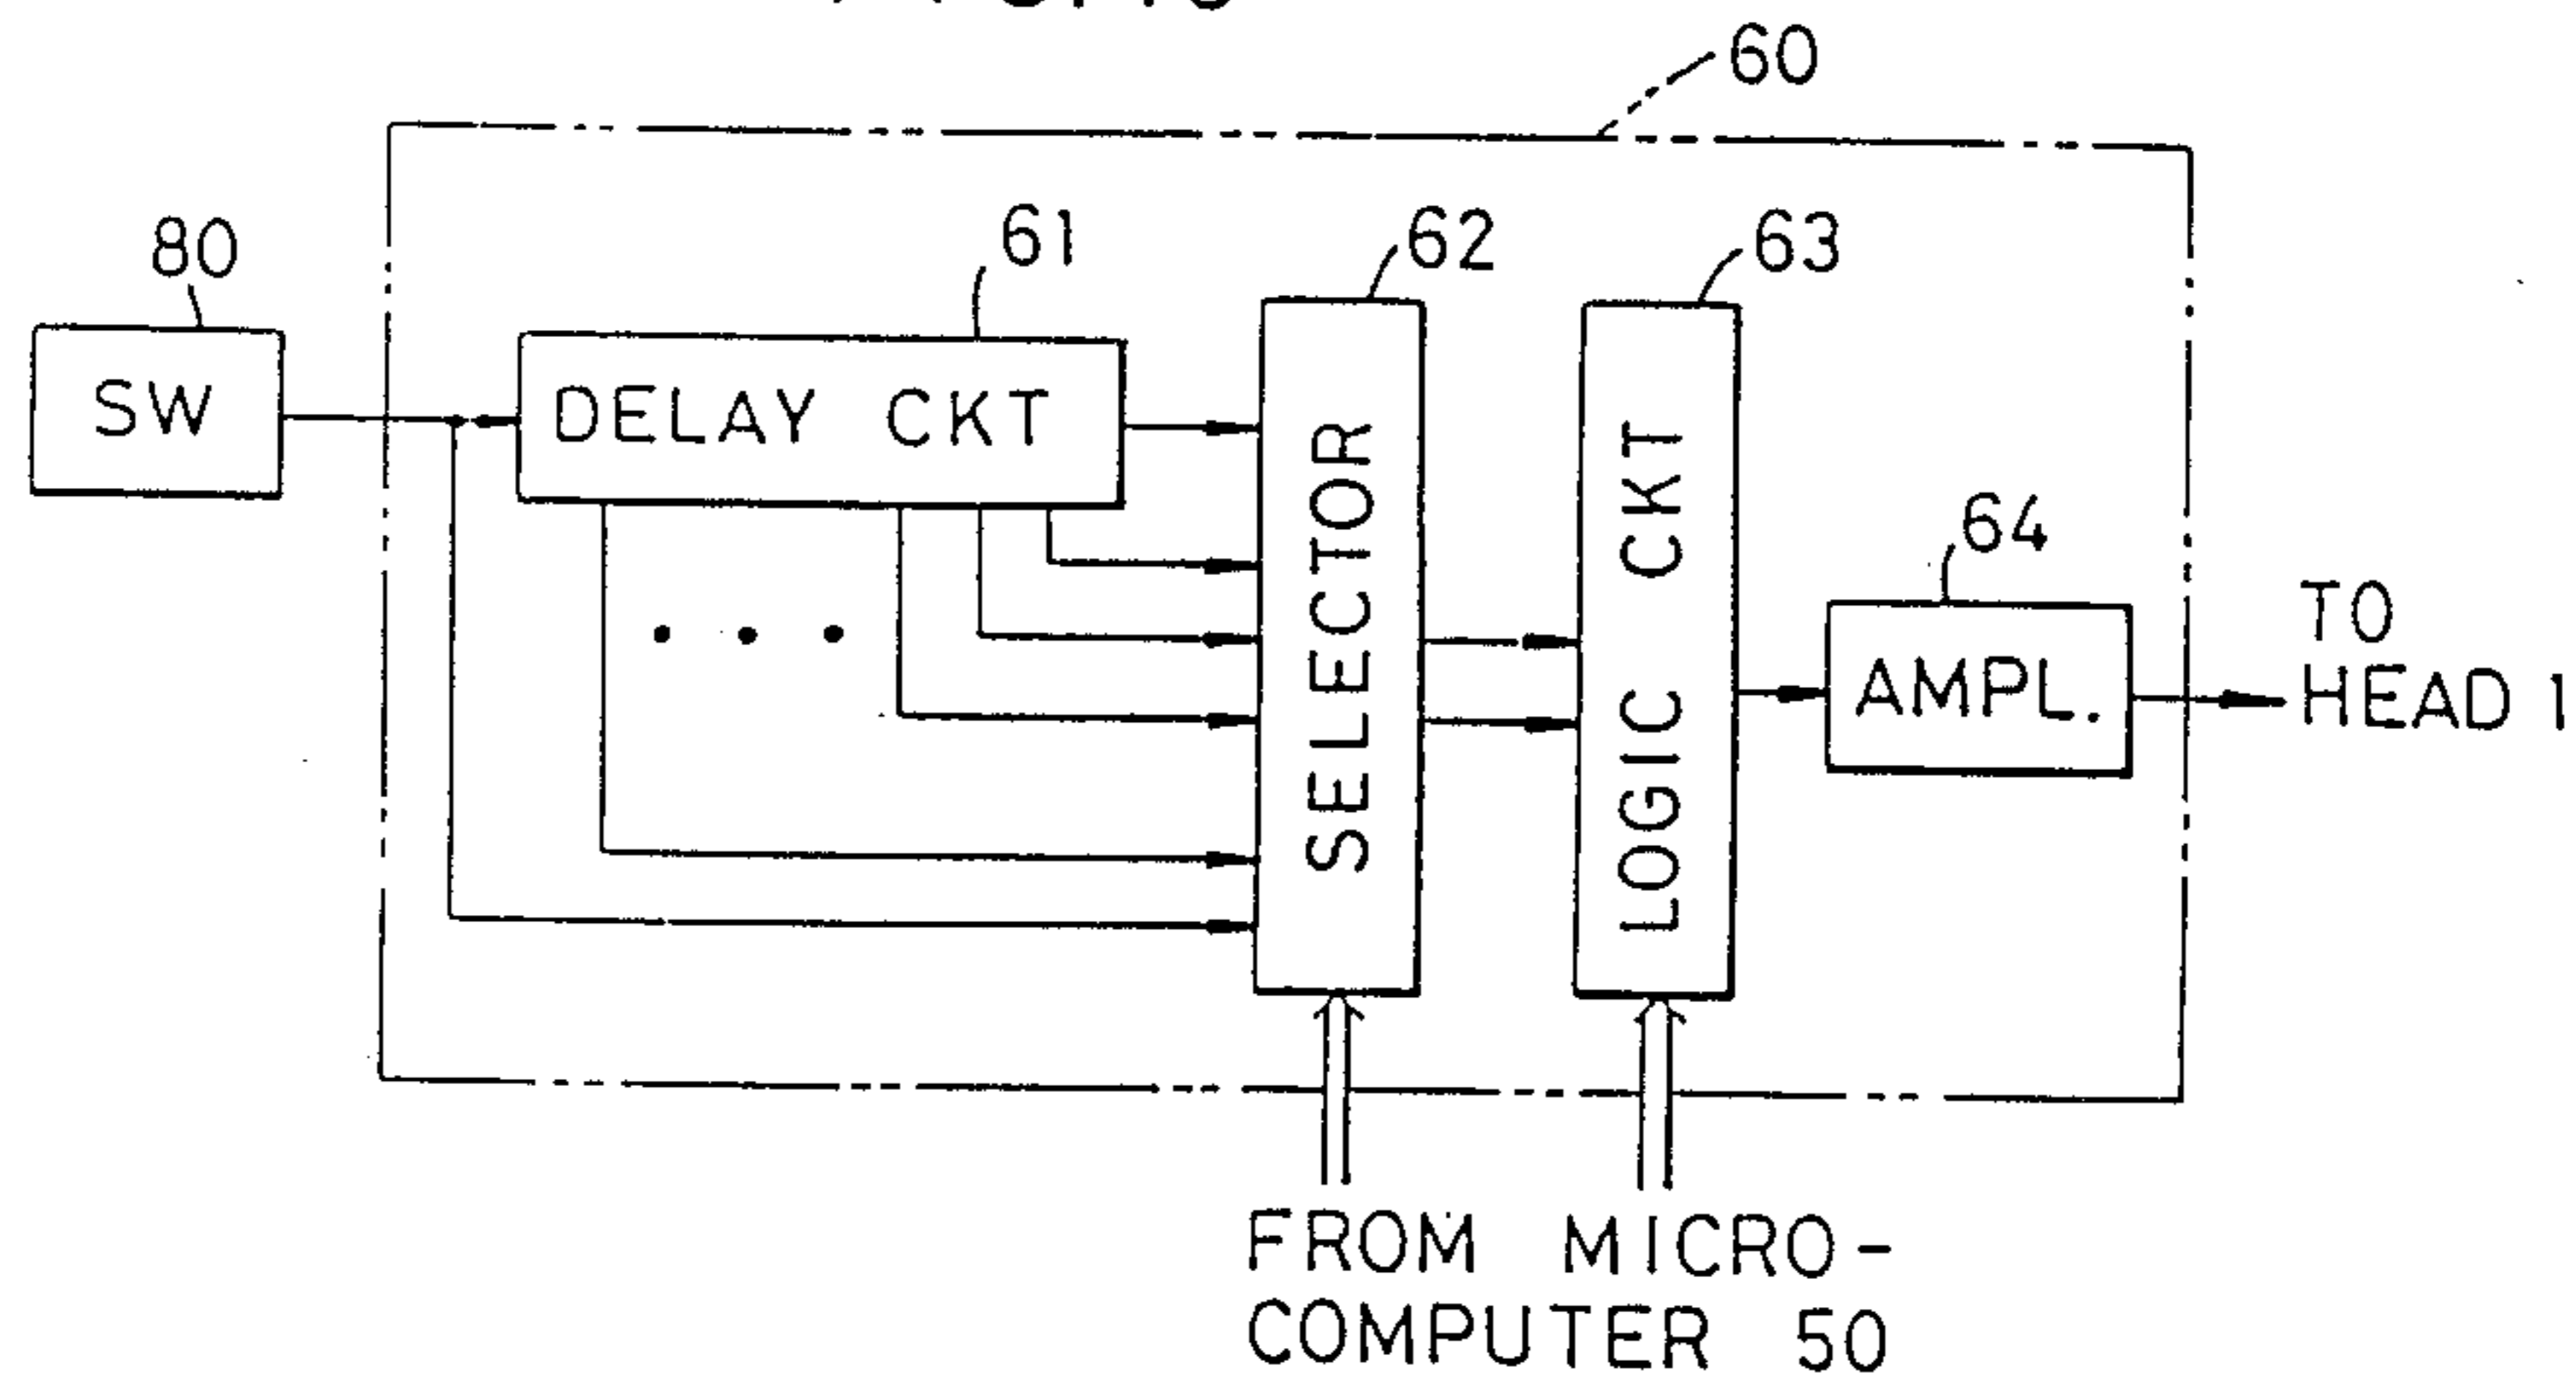 60
80
61
62
63
SW
DELAY CKT
SELECTOR
LOGIC CKT
64
AMPL.
TO
HEAD 1
FROM MICRO-
COMPUTER 50